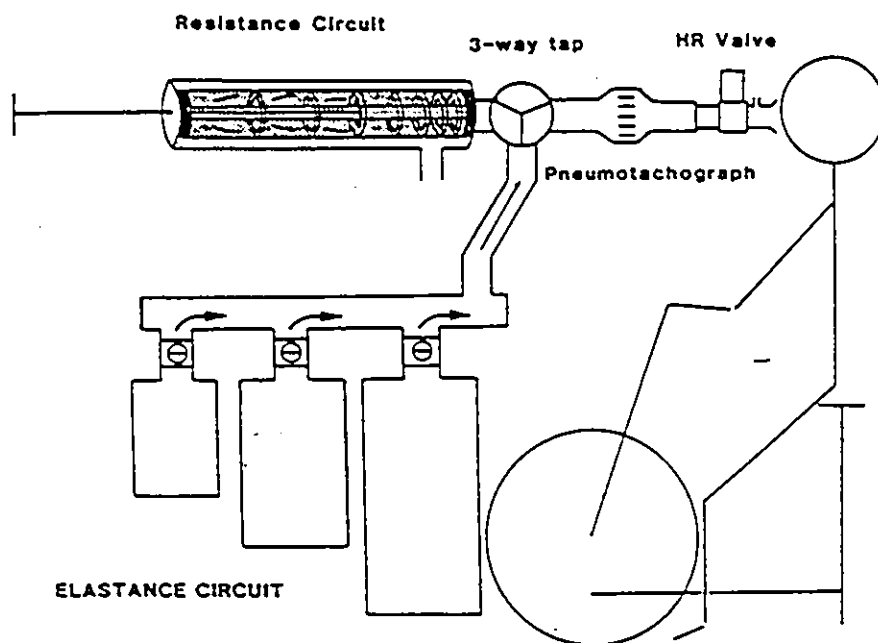 Resistance Circuit
3-way tap
HR Valve
Pneumotachograph
ELASTANCE CIRCUIT